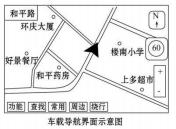 和平路
环庆大厦
N
楼南小学
60
好景餐厅
和平药房
上多超市
+
-
功能 查找 常用 周边 绕行
车载导航界面示意图